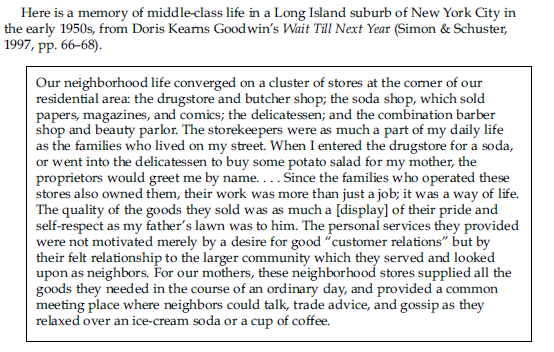 Here is a memory of middle-class life in a Long Island suburb of New York City in
the early 1950s, from Doris Kearns Goodwin's Wait Till Next Year (Simon & Schuster,
1997, pp. 66–68).
Our neighborhood life converged on a cluster of stores at the corner of our
residential area: the drugstore and butcher shop; the soda shop, which sold
papers, magazines, and comics; the delicatessen; and the combination barber
shop and beauty parlor. The storekeepers were as much a part of my daily life
as the families who lived on my street. When I entered the drugstore for a soda,
or went into the delicatessen to buy some potato salad for my mother, the
proprietors would greet me by name. . . . Since the families who operated these
stores also owned them, their work was more than just a job; it was a way of life.
The quality of the goods they sold was as much a [display] of their pride and
self-respect as my father's lawn was to him. The personal services they provided
were not motivated merely by a desire for good "customer relations" but by
their felt relationship to the larger community which they served and looked
upon as neighbors. For our mothers, these neighborhood stores supplied all the
goods they needed in the course of an ordinary day, and provided a common
meeting place where neighbors could talk, trade advice, and gossip as they
relaxed over an ice-cream soda or a cup of coffee.